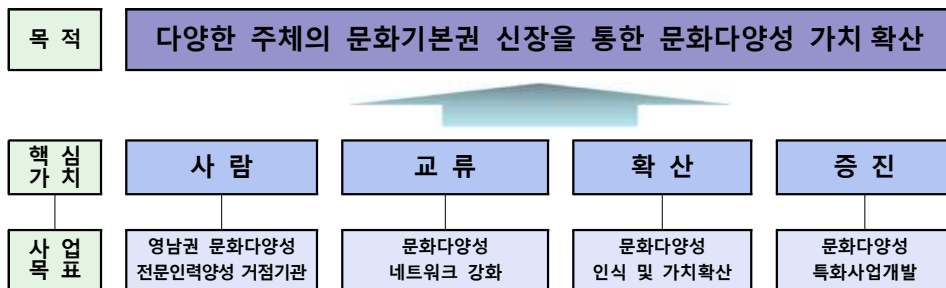 목 적
다양한 주체의 문화기본권 신장을 통한 문화다양성 가치 확산
핵 심
가 치
사 람
교 류
확 산
증 진
사 업
목 표
영남권 문화다양성
전문인력양성 거점기관
문화다양성
네트워크 강화
문화다양성
인식 및 가치확산
문화다양성
특화사업개발